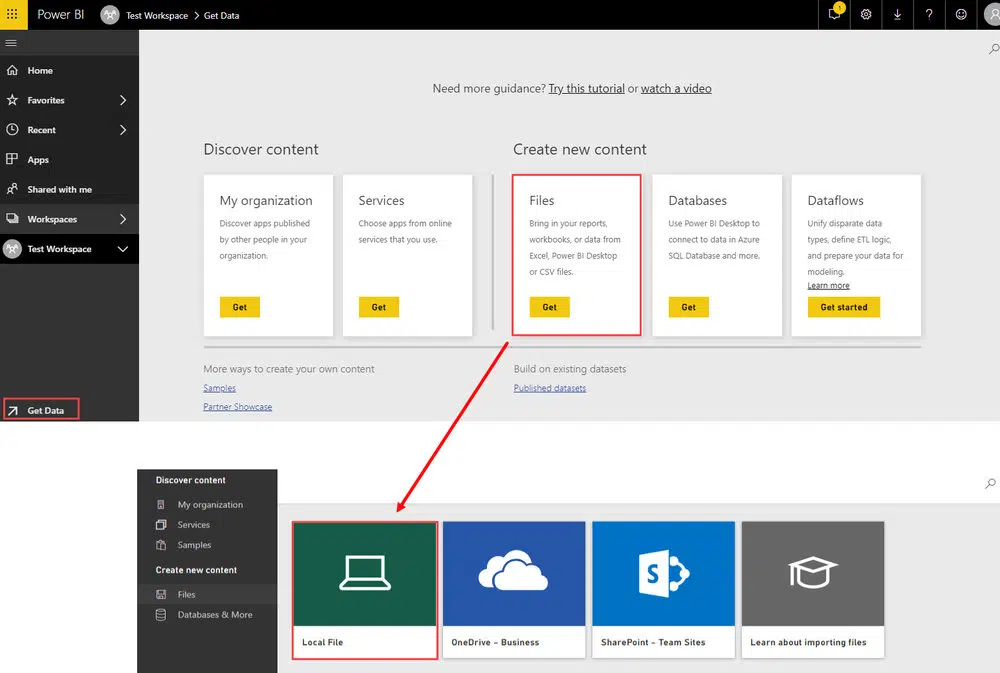 Power BI
Test Workspace > Get Data
1
?
Home
Favorites
Recent
Apps
Shared with me
Workspaces
Test Workspace
Get Data
Need more guidance? Try this tutorial or watch a video
Discover content
My organization
Discover apps published
by other people in your
organization.
Get
Services
Choose apps from online
services that you use.
Get
Create new content
Files
Bring in your reports,
workbooks, or data from
Excel, Power BI Desktop
or CSV files.
Get
Databases
Use Power BI Desktop to
connect to data in Azure
SQL Database and more.
Get
Dataflows
Unify disparate data
types, define ETL logic,
and prepare your data for
modeling.
Learn more
Get started
More ways to create your own content
Samples
Partner Showcase
Build on existing datasets
Published datasets
Discover content
My organization
Services
Samples
Create new content
Files
Databases & More
Local File
OneDrive – Business
S
SharePoint – Team Sites
Learn about importing files